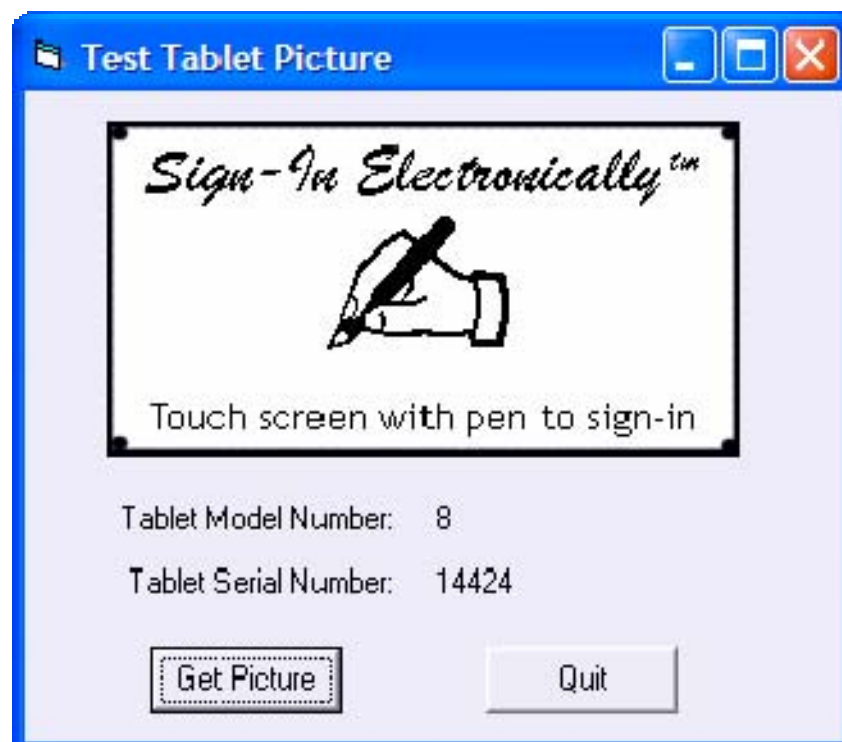 Test Tablet Picture
Sign-In Electronically™
Touch screen with pen to sign-in
Tablet Model Number: 8
Tablet Serial Number: 14424
Get Picture Quit